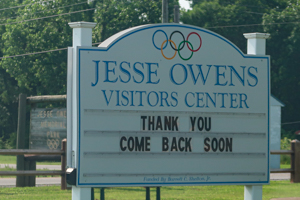 JESSE OWENS
VISITORS CENTER
THANK YOU
COME BACK SOON